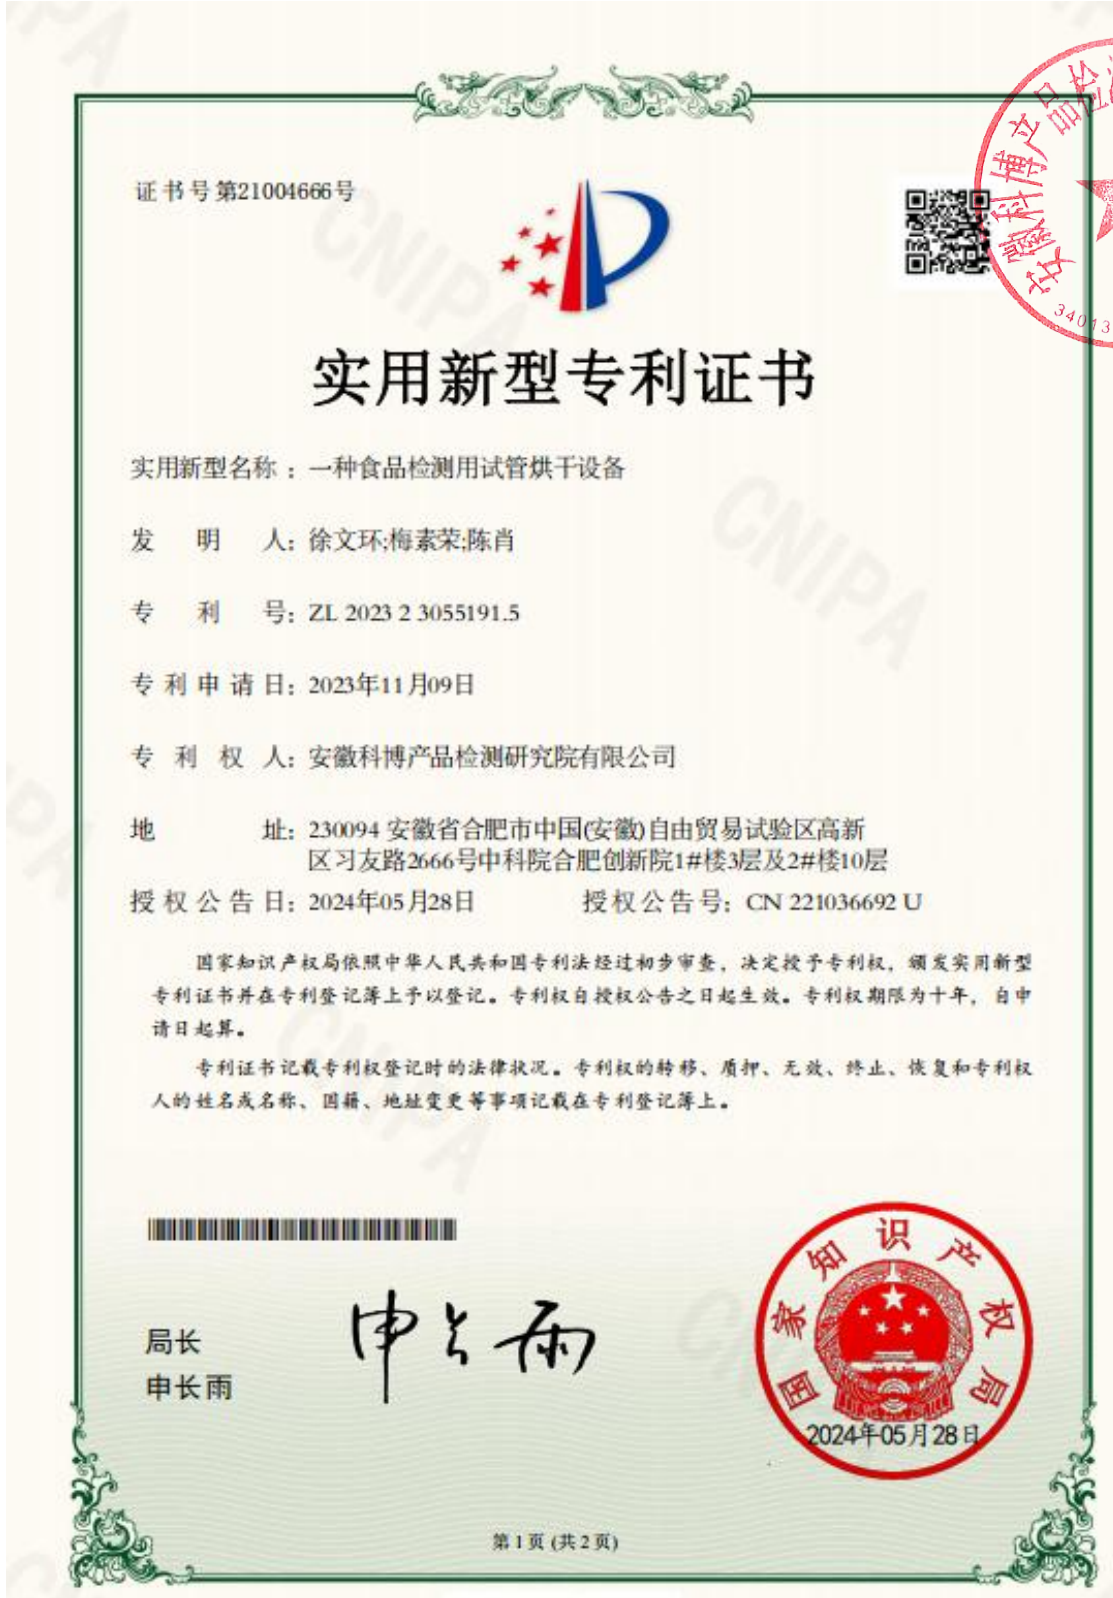 证书号第21004666号
安徽科博产品检
34013
实用新型专利证书
实用新型名称：一种食品检测用试管烘干设备
发明人：徐文环;梅素荣;陈肖
专利号：ZL 2023 2 3055191.5
专利申请日：2023年11月09日
专利权人：安徽科博产品检测研究院有限公司
地址：230094 安徽省合肥市中国(安徽)自由贸易试验区高新
区习友路2666号中科院合肥创新院1#楼3层及2#楼10层
授权公告日：2024年05月28日 授权公告号：CN 221036692 U
国家知识产权局依照中华人民共和国专利法经过初步审查，决定授予专利权，颁发实用新型
专利证书并在专利登记簿上予以登记。专利权自授权公告之日起生效。专利权期限为十年，自申
请日起算。
专利证书记载专利权登记时的法律状况。专利权的转移、质押、无效、终止、恢复和专利权
人的姓名或名称、国籍、地址变更等事项记载在专利登记簿上。
局长
申长雨
申长雨
国家知识产权局
2024年05月28日
第1页(共2页)
CNIPA
CNIPA
CNIPA